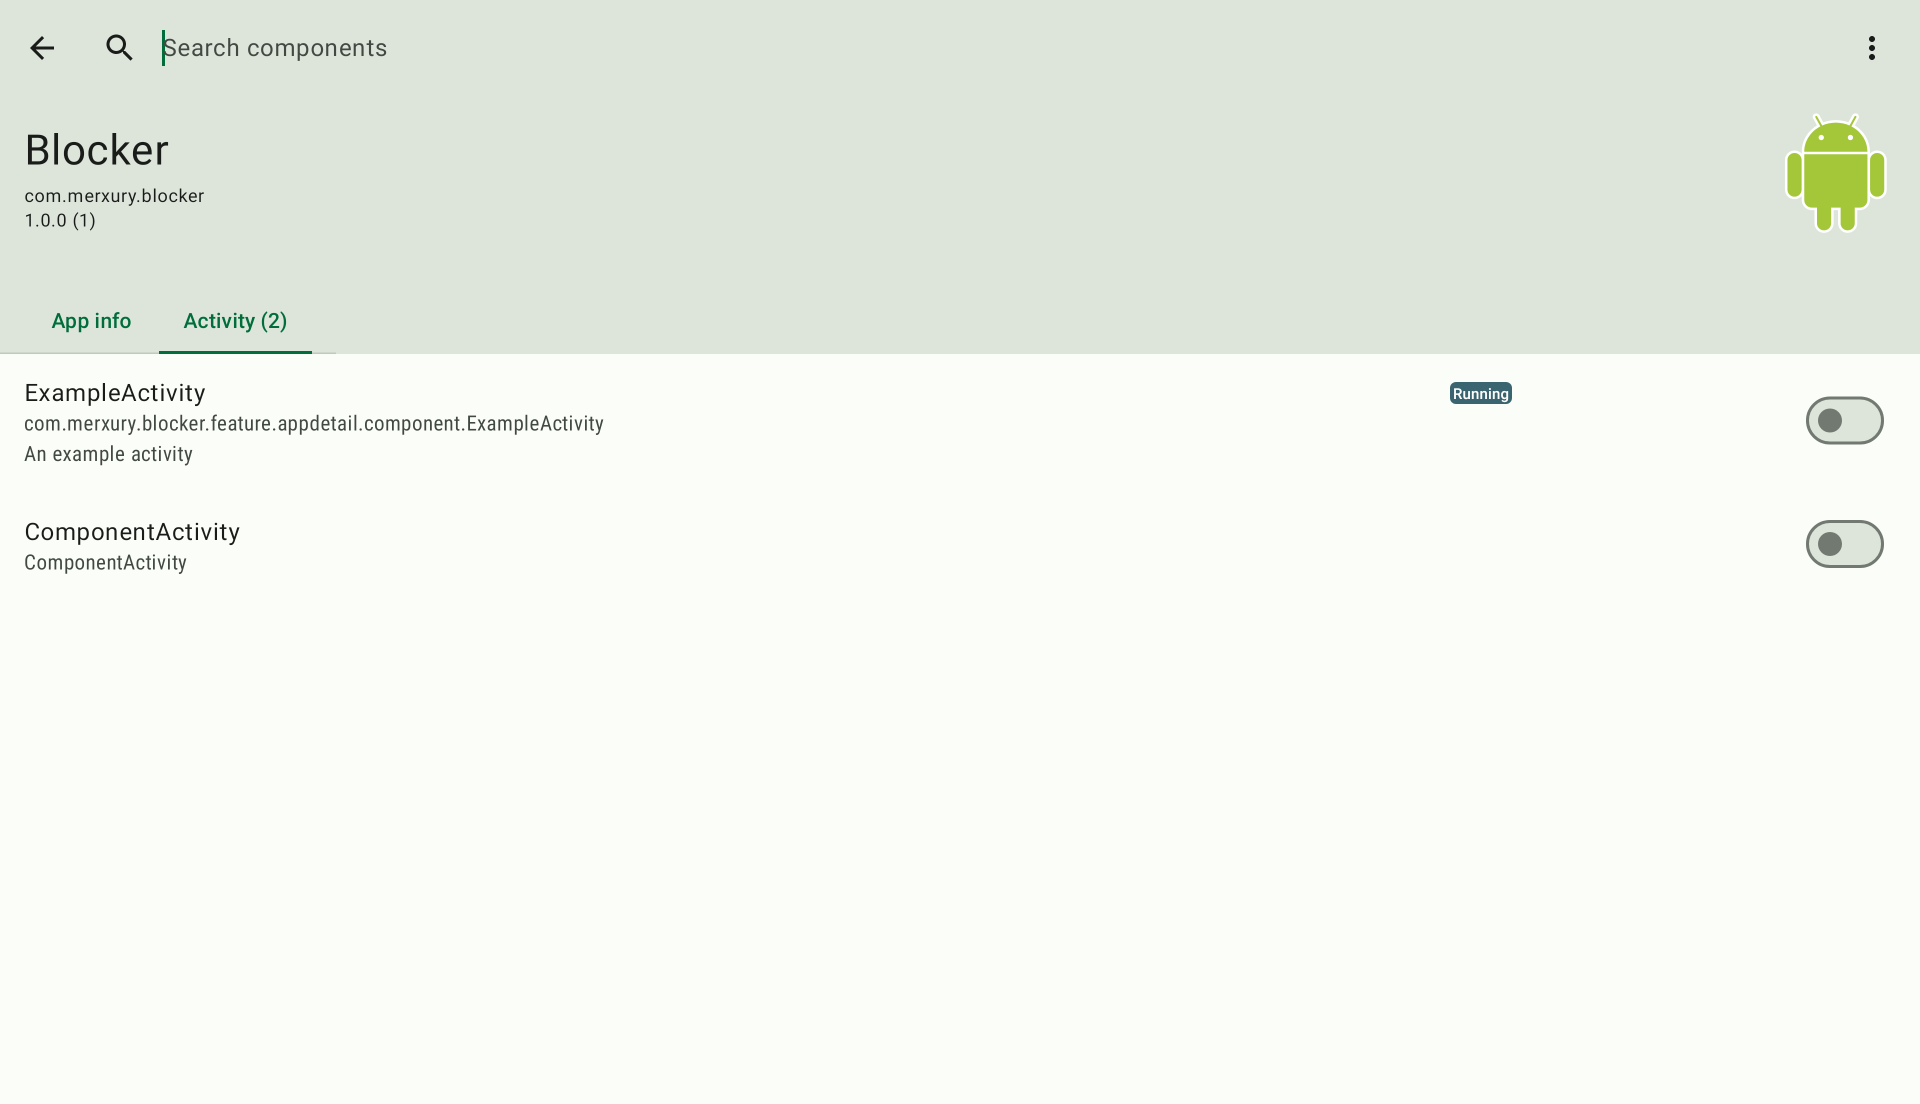 Search components
Blocker
com.merxury.blocker
1.0.0 (1)
App info
Activity (2)
ExampleActivity
Running
com.merxury.blocker.feature.appdetail.component.ExampleActivity
An example activity
ComponentActivity
ComponentActivity